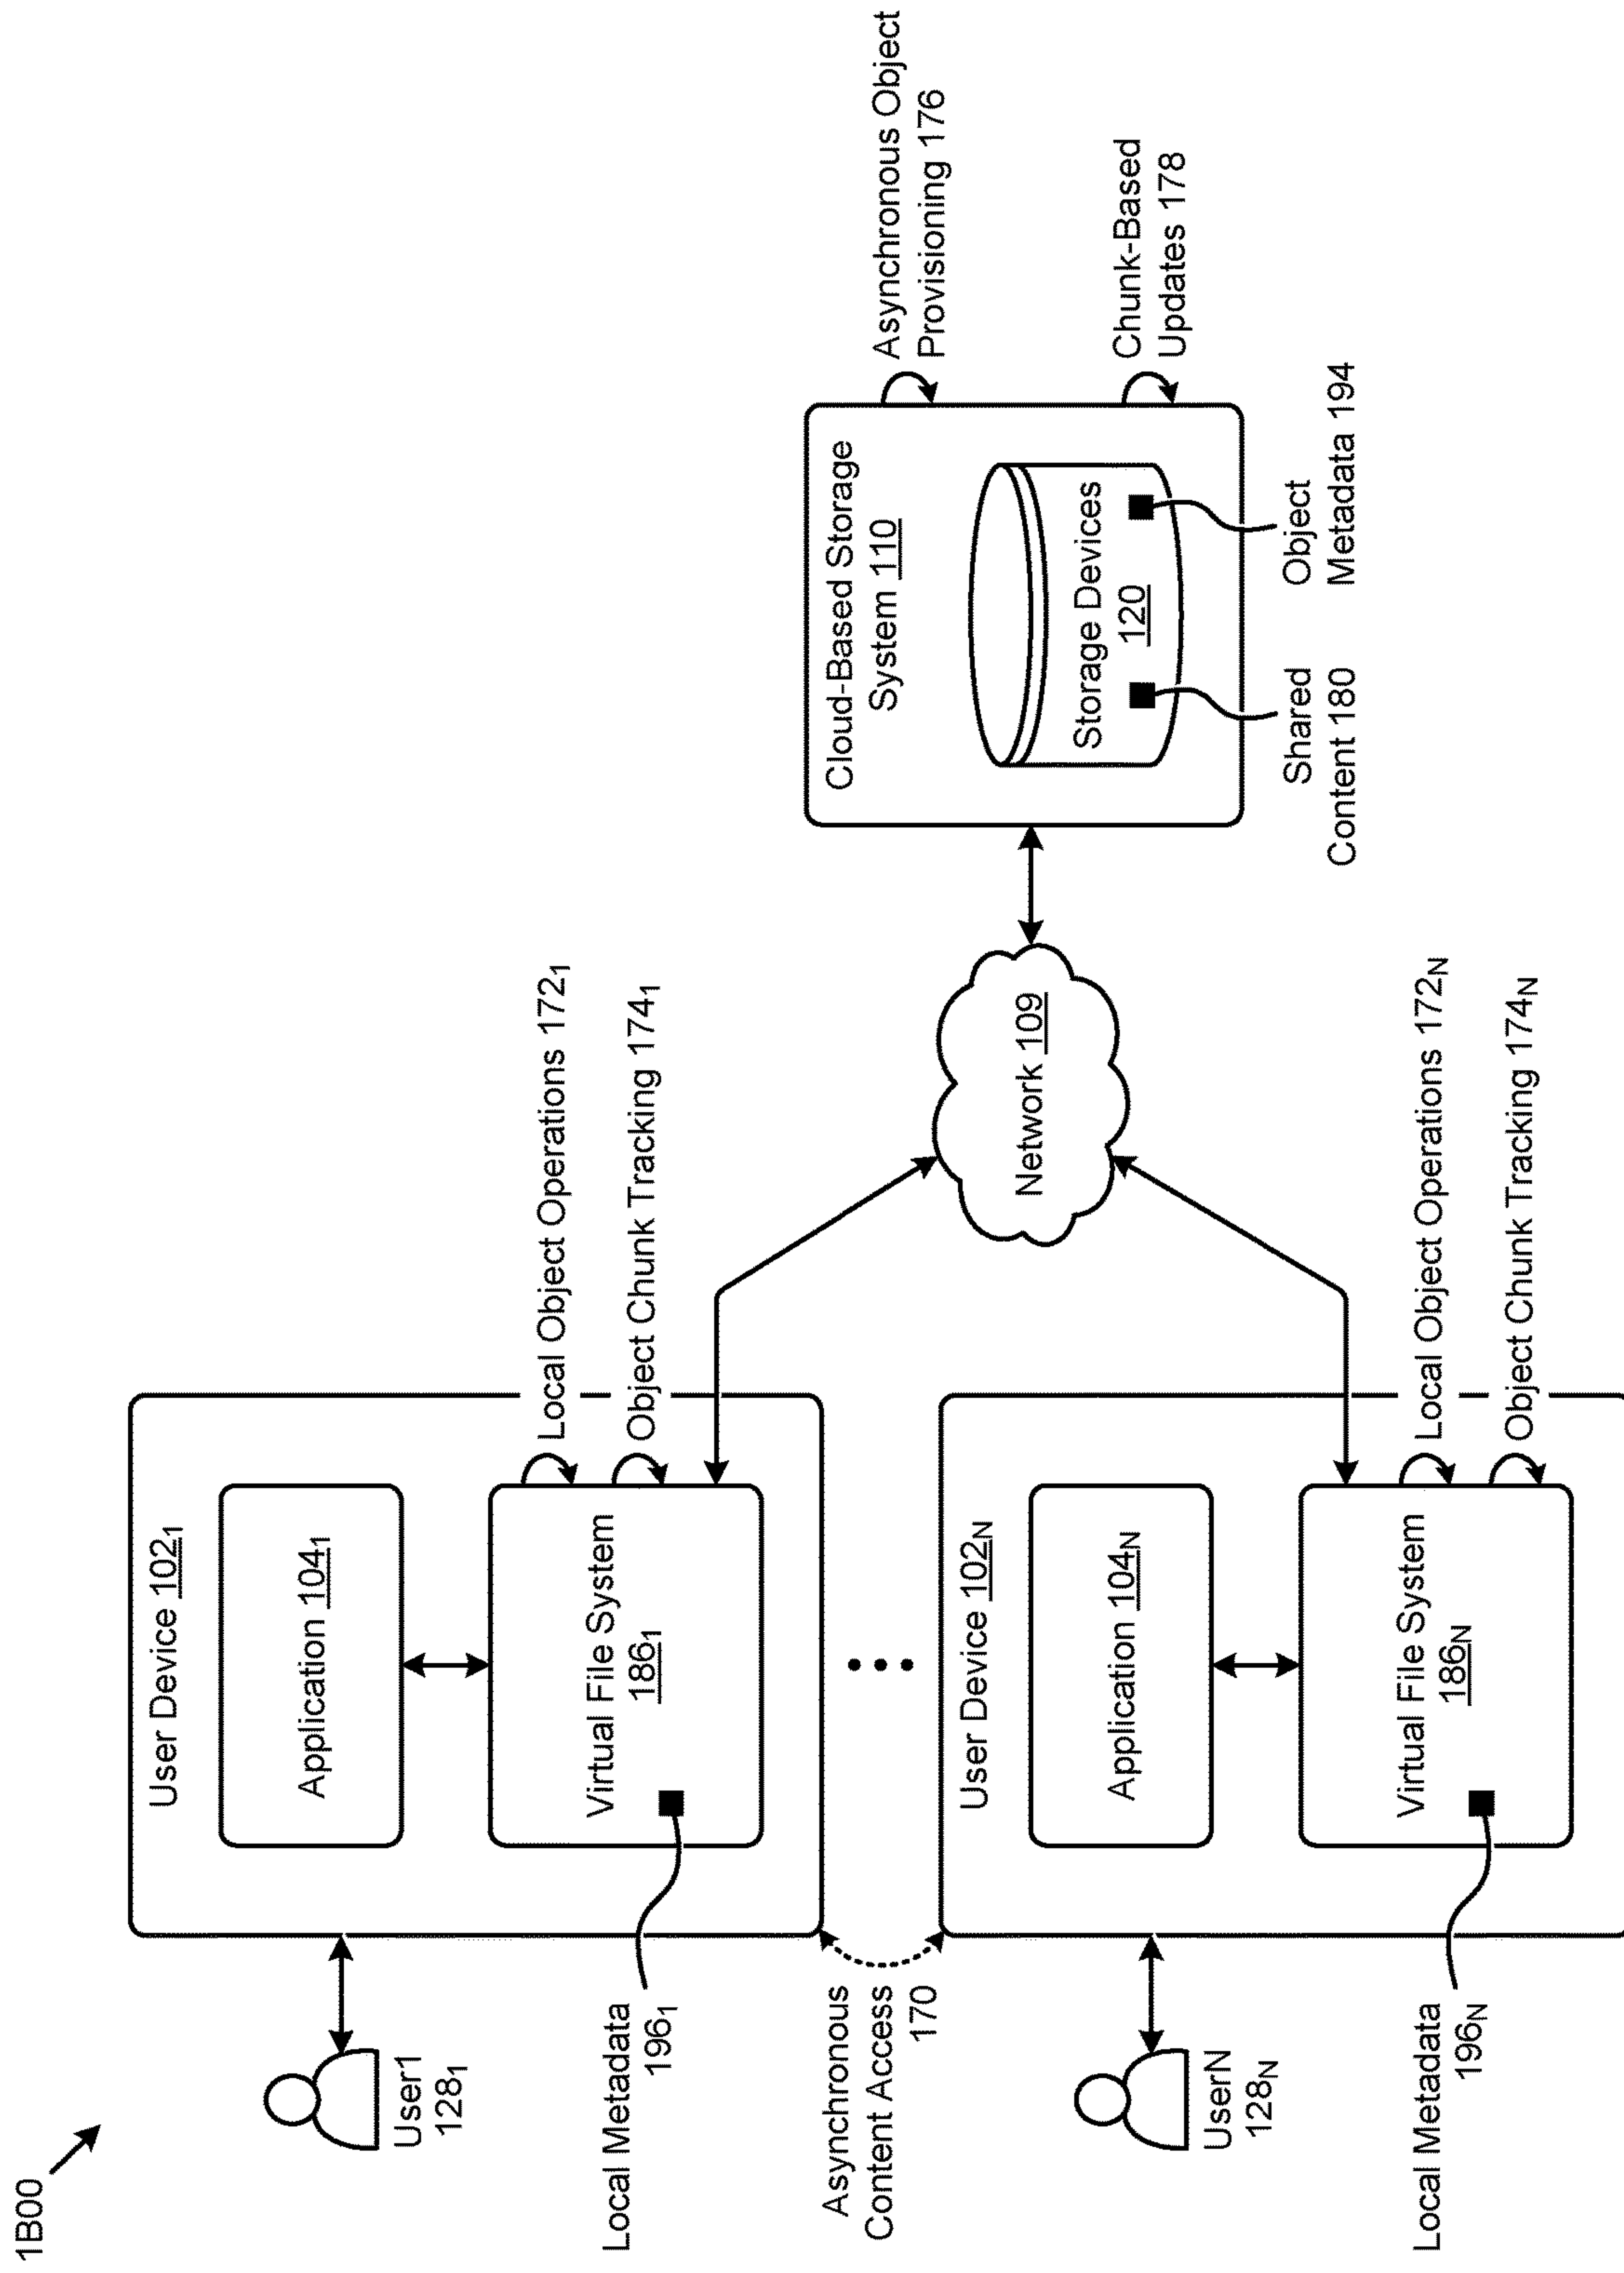 1B00
User1
128₁
Local Metadata
196₁
User Device 102₁
Application 104₁
Virtual File System
186₁
Local Object Operations 172₁
Object Chunk Tracking 174₁
Asynchronous
Content Access
170
UserN
128N
Local Metadata
196N
User Device 102N
Application 104N
Virtual File System
186N
Local Object Operations 172N
Object Chunk Tracking 174N
Network 109
Cloud-Based Storage
System 110
Storage Devices
120
Shared
Content 180
Object
Metadata 194
Asynchronous Object
Provisioning 176
Chunk-Based
Updates 178